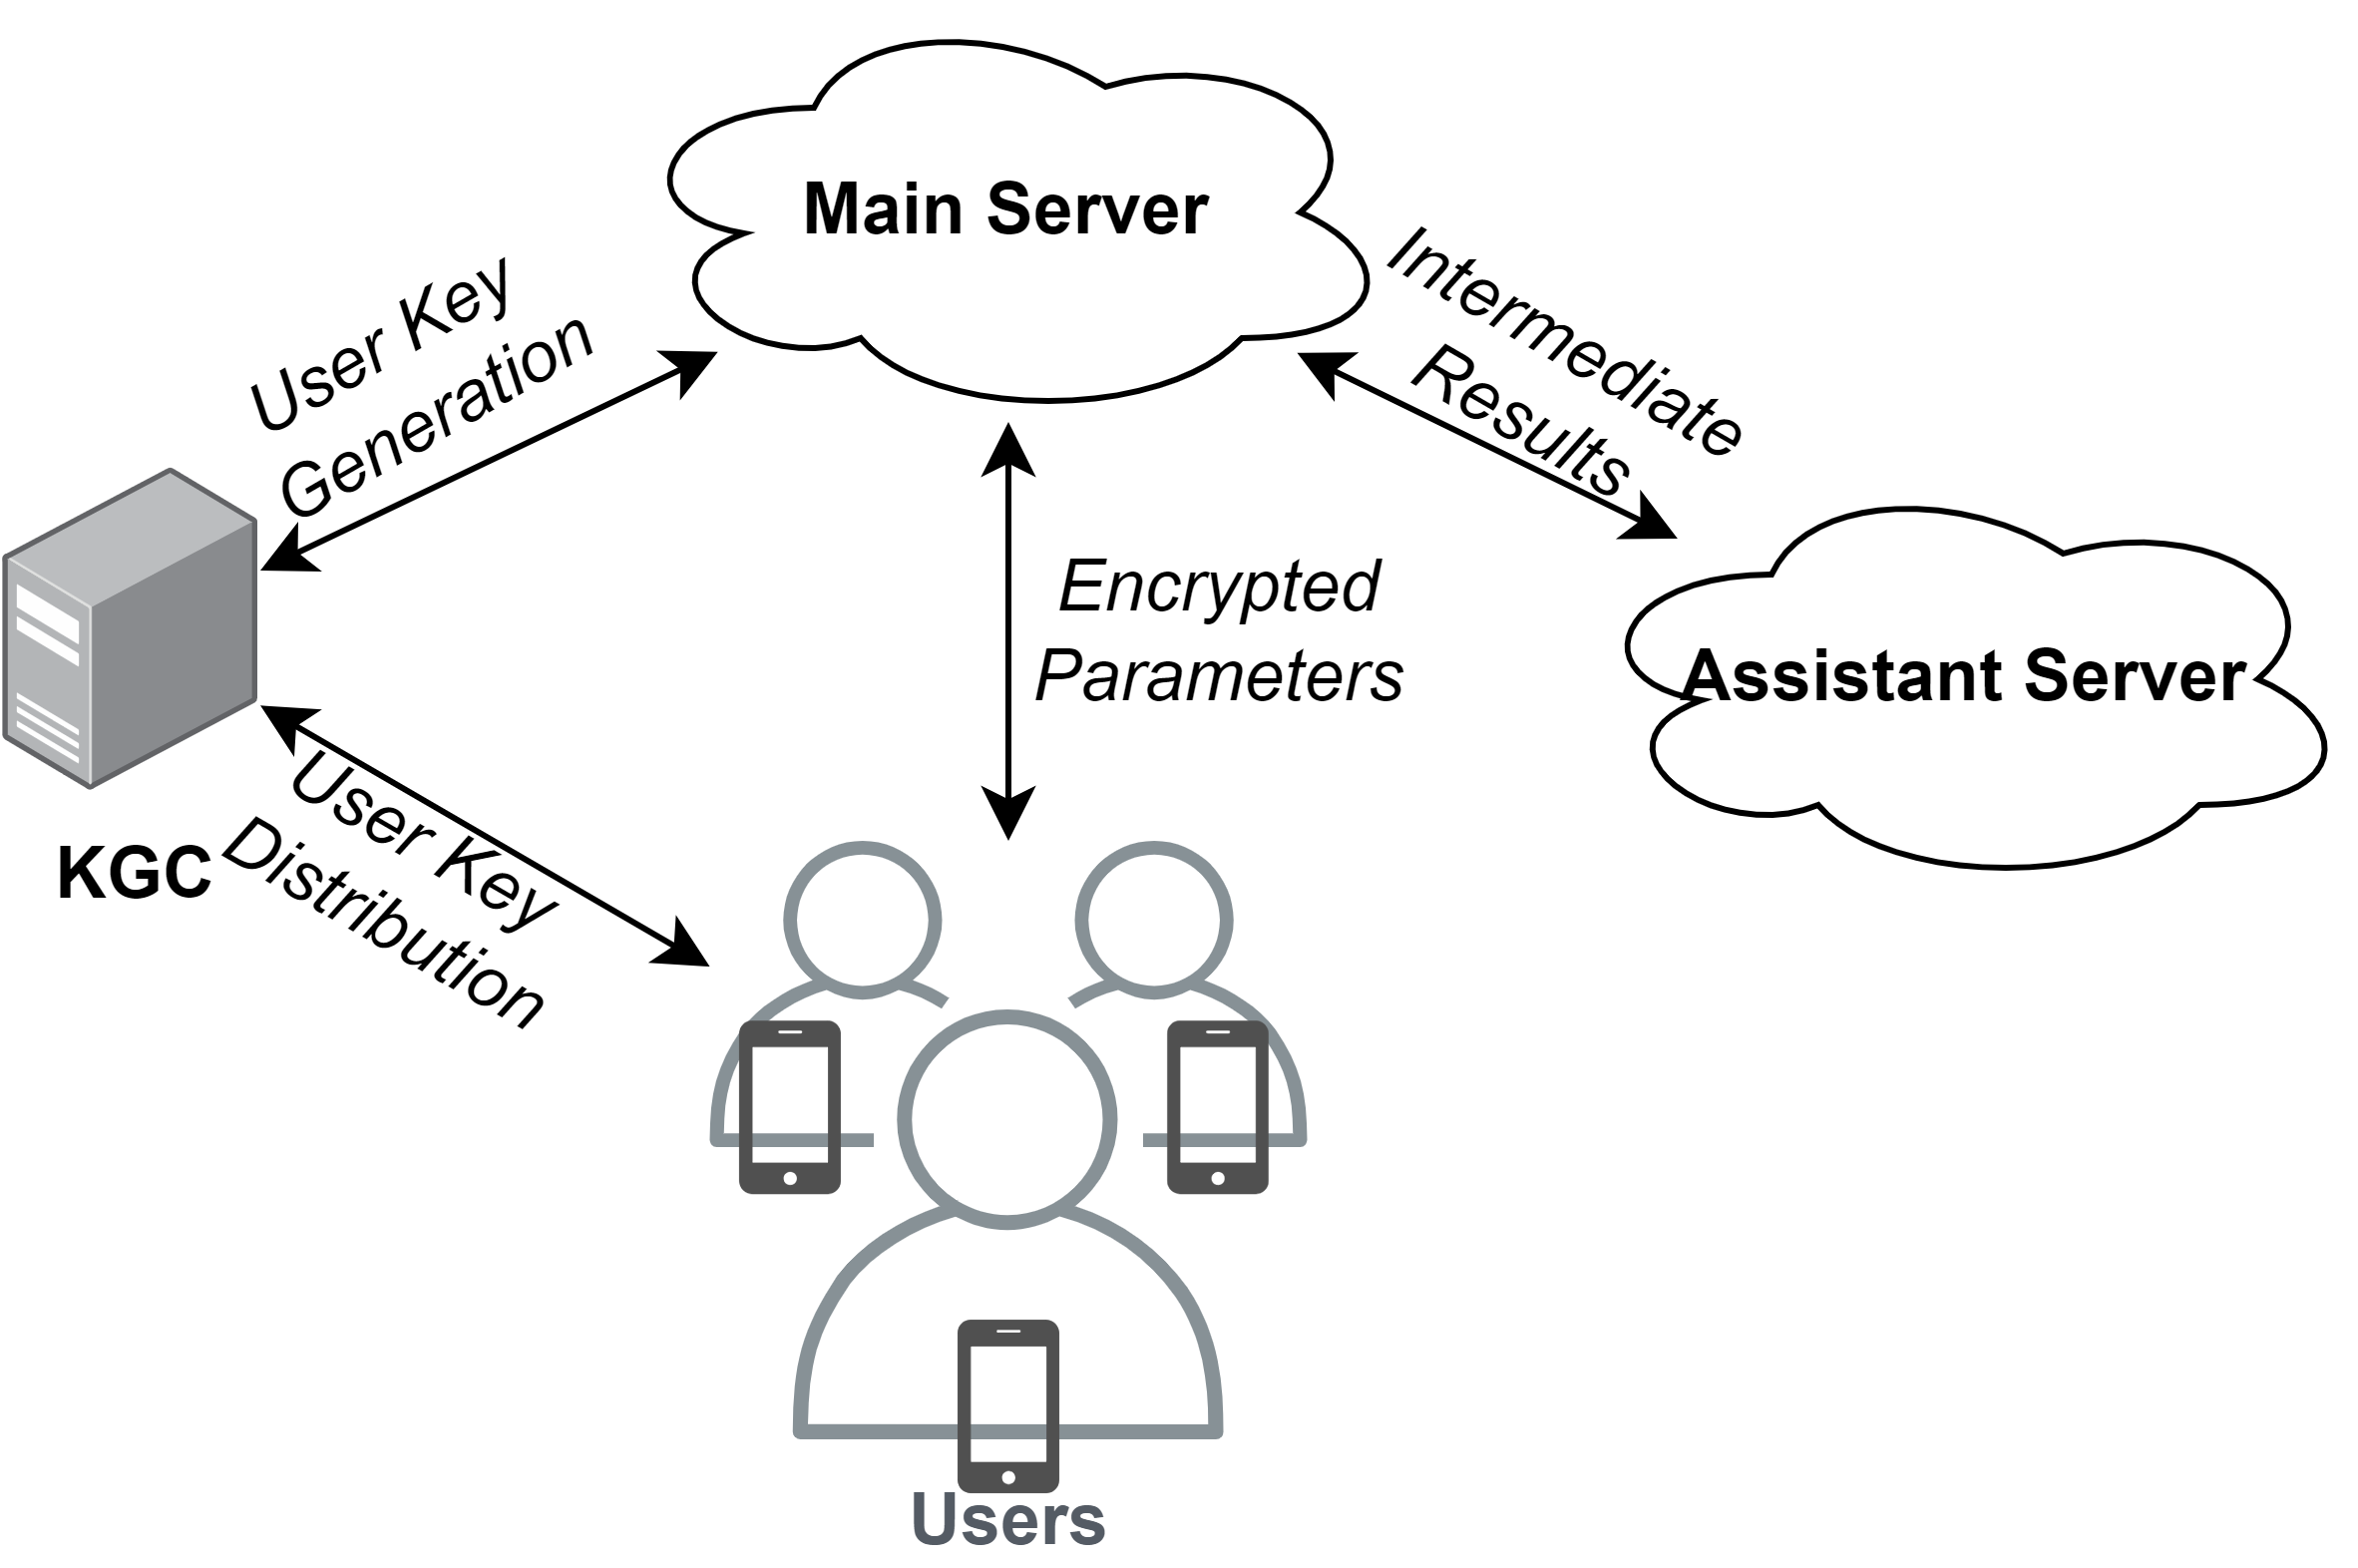 Main Server
User Key
Generation
Intermediate
Results
Encrypted
Parameters
Assistant Server
KGC
User Key
Distribution
Users